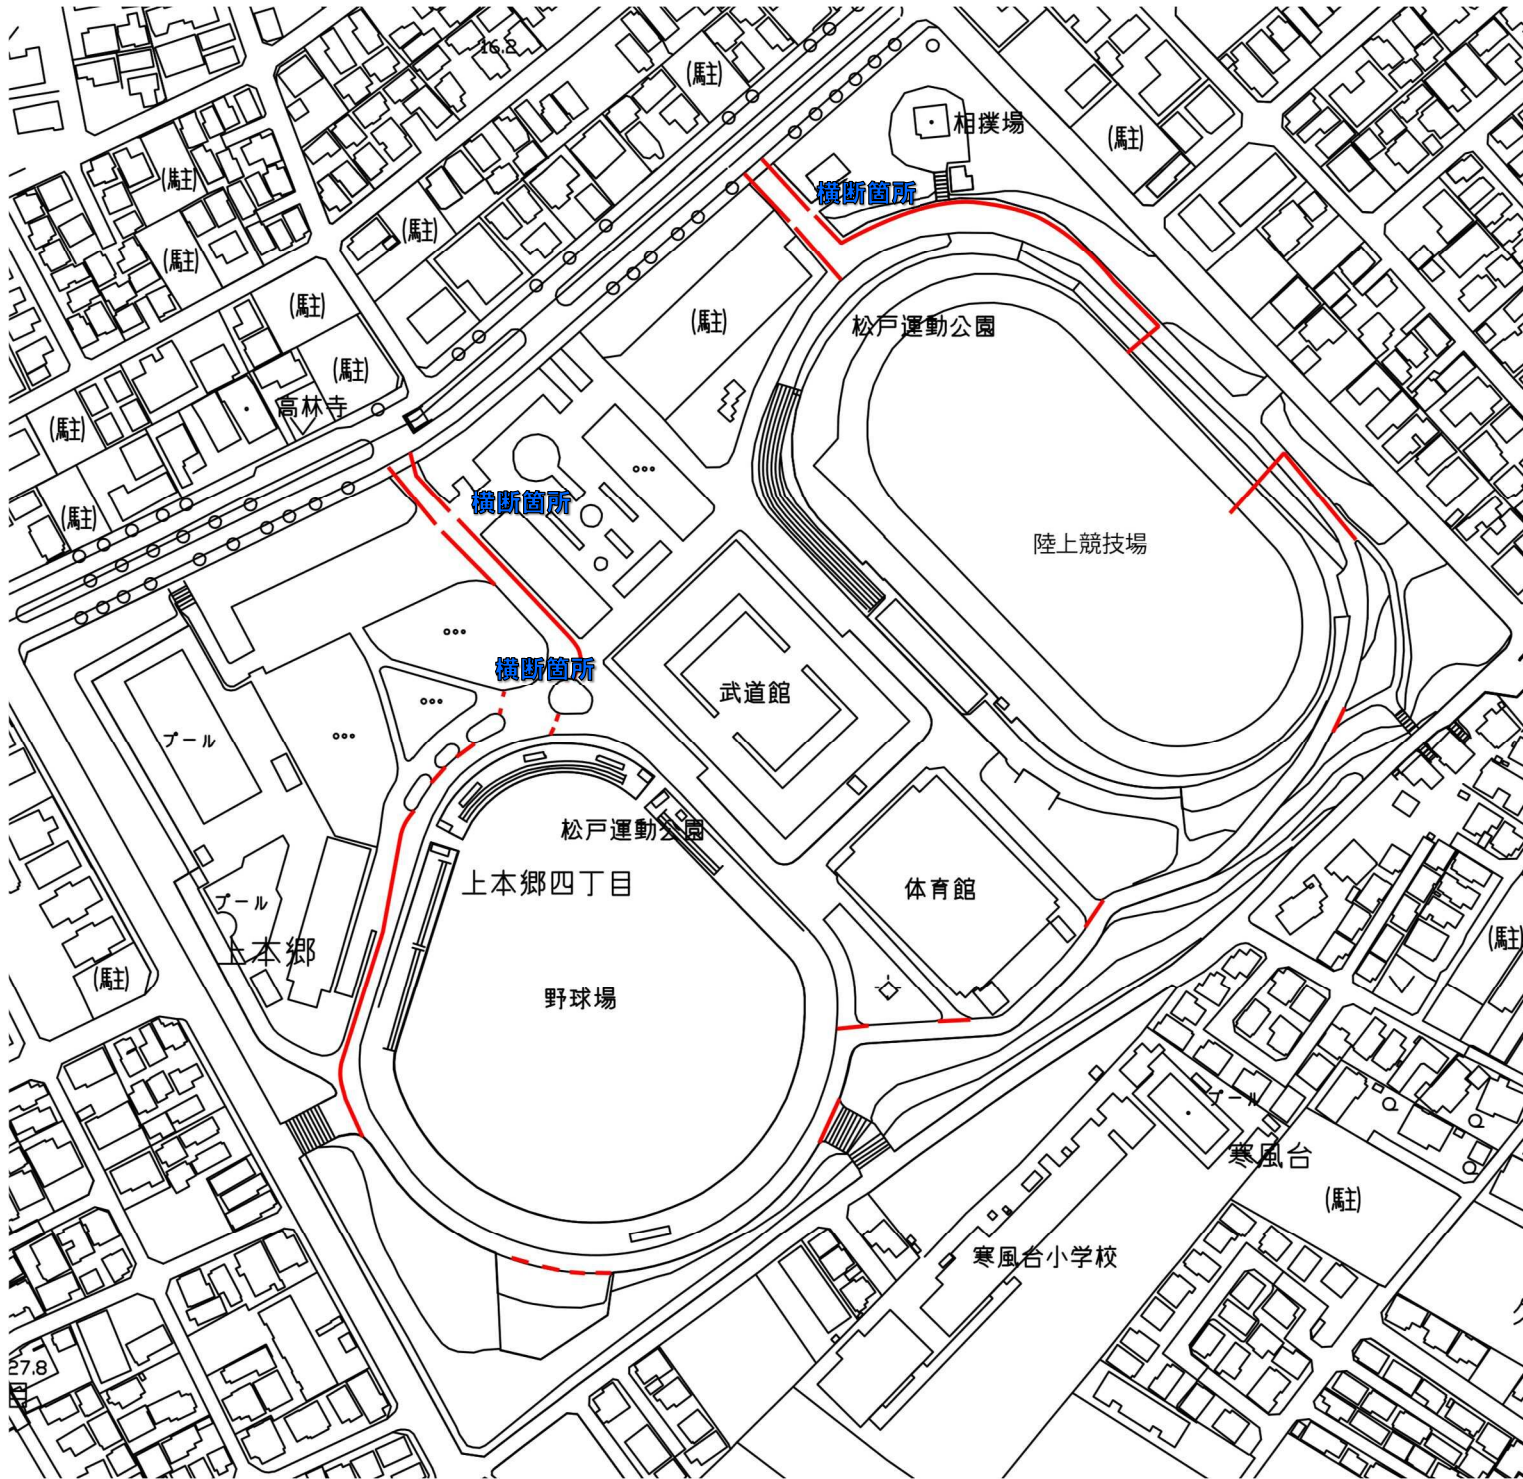 16.2
(駐)
相撲場
(駐)
(駐)
横断箇所
(駐)
(駐)
(駐)
(駐)
松戸運動公園
(駐)
高林寺
(駐)
(駐)
横断箇所
陸上競技場
横断箇所
武道館
プール
松戸運動公園
上本郷四丁目
体育館
プール
上本郷
(駐)
(駐)
野球場
プール
寒風台
(駐)
寒風台小学校
27.8